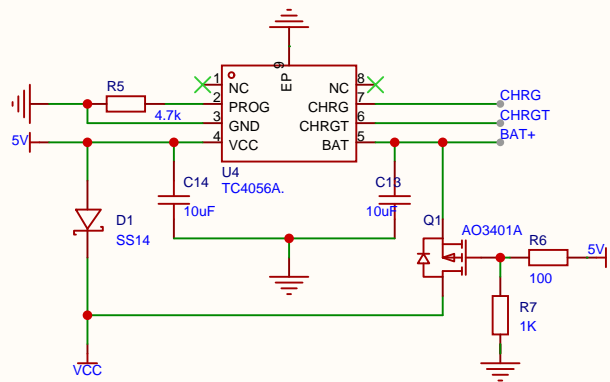 EP 9
R5
4.7k
1 NC
2 PROG
3 GND
4 VCC
8 NC
7 CHRG
6 CHRGT
5 BAT
CHRG
CHRGT
BAT+
5V
U4
TC4056A.
C14
10uF
C13
10uF
D1
SS14
Q1
AO3401A
R6
100
5V
R7
1K
VCC